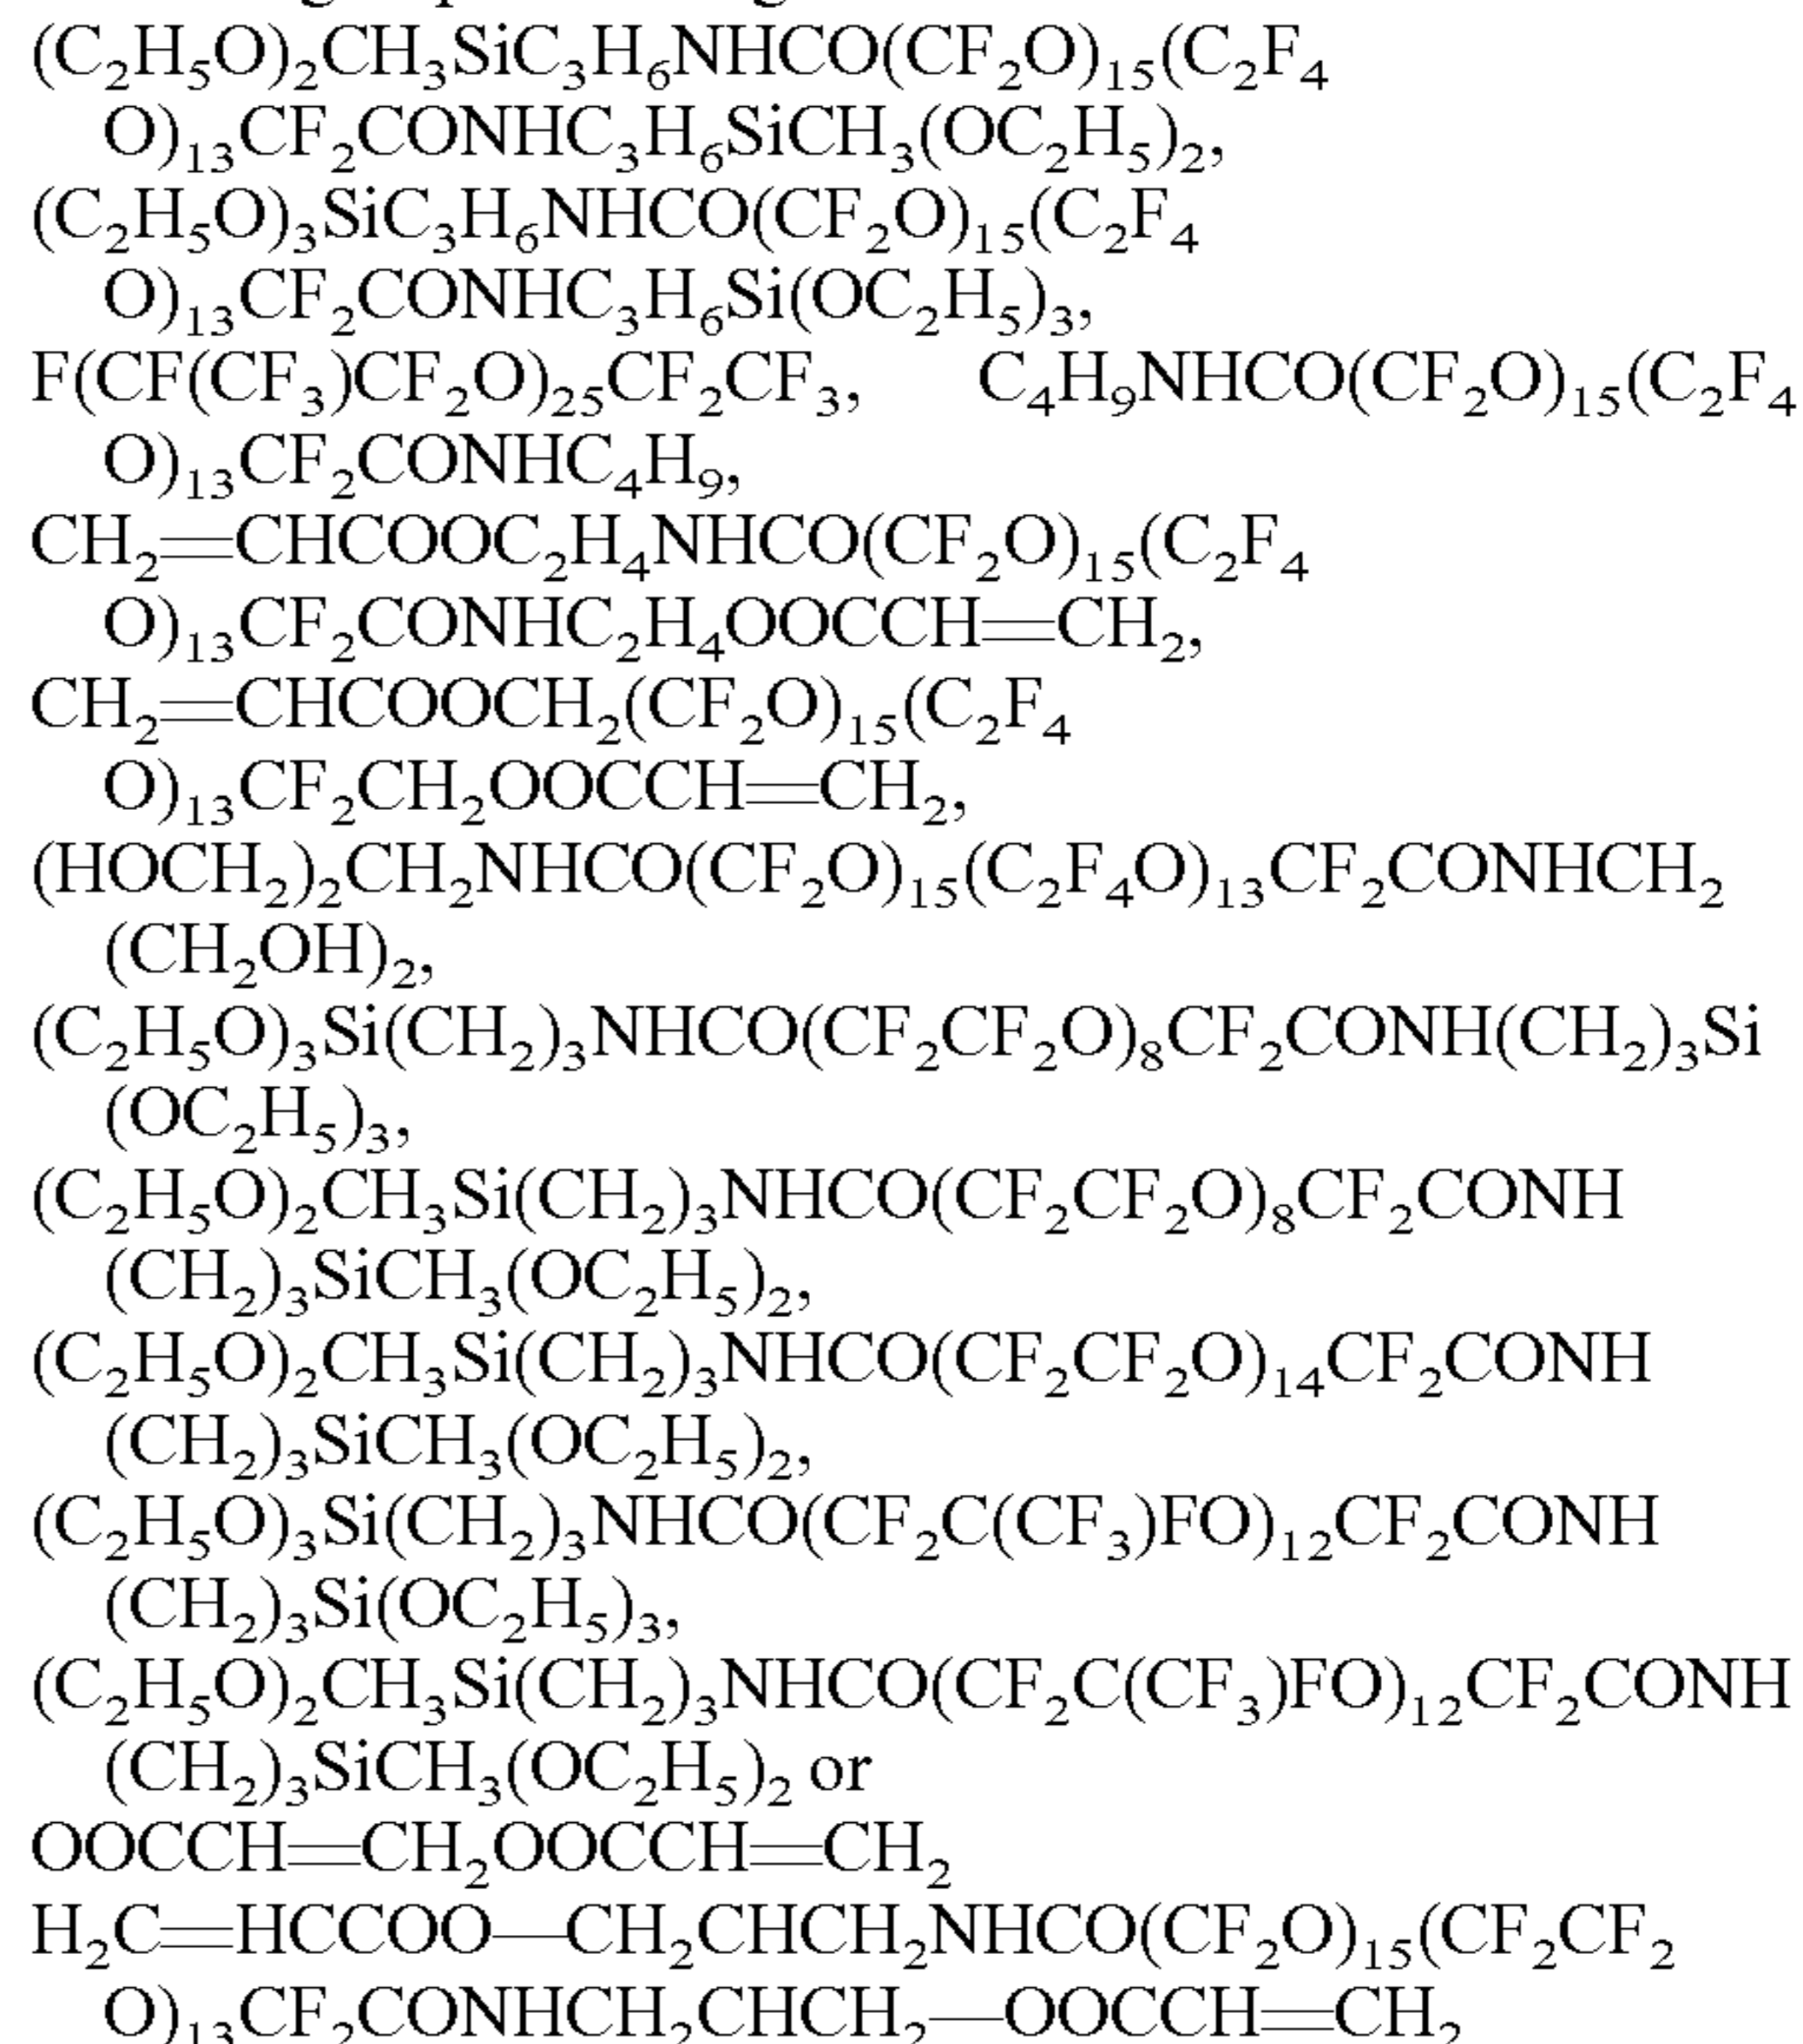 (C₂H₅O)₂CH₃SiC₃H₆NHCO(CF₂O)₁₅(C₂F₄
O)₁₃CF₂CONHC₃H₆SiCH₃(OC₂H₅)₂,
(C₂H₅O)₃SiC₃H₆NHCO(CF₂O)₁₅(C₂F₄
O)₁₃CF₂CONHC₃H₆Si(OC₂H₅)₃,
F(CF(CF₃)CF₂O)₂₅CF₂CF₃, C₄H₉NHCO(CF₂O)₁₅(C₂F₄
O)₁₃CF₂CONHC₄H₉,
CH₂=CHCOOC₂H₄NHCO(CF₂O)₁₅(C₂F₄
O)₁₃CF₂CONHC₂H₄OOCCH=CH₂,
CH₂=CHCOOCH₂(CF₂O)₁₅(C₂F₄
O)₁₃CF₂CH₂OOCCH=CH₂,
(HOCH₂)₂CH₂NHCO(CF₂O)₁₅(C₂F₄O)₁₃CF₂CONHCH₂
(CH₂OH)₂,
(C₂H₅O)₃Si(CH₂)₃NHCO(CF₂CF₂O)₈CF₂CONH(CH₂)₃Si
(OC₂H₅)₃,
(C₂H₅O)₂CH₃Si(CH₂)₃NHCO(CF₂CF₂O)₈CF₂CONH
(CH₂)₃SiCH₃(OC₂H₅)₂,
(C₂H₅O)₂CH₃Si(CH₂)₃NHCO(CF₂CF₂O)₁₄CF₂CONH
(CH₂)₃SiCH₃(OC₂H₅)₂,
(C₂H₅O)₃Si(CH₂)₃NHCO(CF₂C(CF₃)FO)₁₂CF₂CONH
(CH₂)₃Si(OC₂H₅)₃,
(C₂H₅O)₂CH₃Si(CH₂)₃NHCO(CF₂C(CF₃)FO)₁₂CF₂CONH
(CH₂)₃SiCH₃(OC₂H₅)₂ or
OOCCH=CH₂OOCCH=CH₂
H₂C=HCCOO—CH₂CHCH₂NHCO(CF₂O)₁₅(CF₂CF₂
O)₁₃CF₂CONHCH₂CHCH₂—OOCCH=CH₂